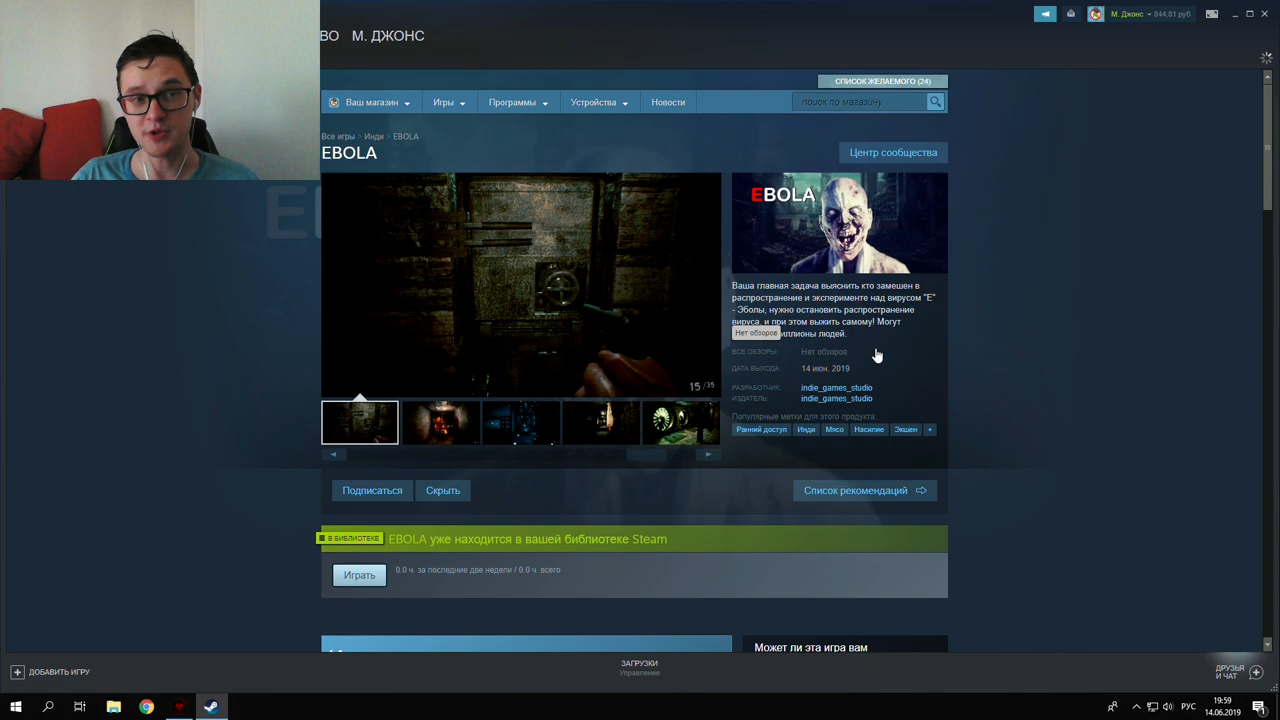 М. Джонс 844,81 руб
ВО М. ДЖОНС
СПИСОК ЖЕЛАЕМОГО (24)
Ваш магазин Игры Программы Устройства Новости
поиск по магазину
Все игры > Инди > EBOLA
EBOLA
Центр сообщества
EBOLA
Ваша главная задача выяснить кто замешен в
распространение и эксперименте над вирусом "E"
- Эболы, нужно остановить распространение
вируса, и при этом выжить самому! Могут
Нет обзоров
миллионы людей.
ВСЕ ОБЗОРЫ: Нет обзоров
ДАТА ВЫХОДА: 14 июн. 2019
РАЗРАБОТЧИК: indie_games_studio
ИЗДАТЕЛЬ: indie_games_studio
15/35
Популярные метки для этого продукта:
Ранний доступ Инди Мясо Насилие Экшен +
Подписаться Скрыть Список рекомендаций
В БИБЛИОТЕКЕ EBOLA уже находится в вашей библиотеке Steam
Играть 0.0 ч. за последние две недели / 0.0 ч. всего
Может ли эта игра вам
ДОБАВИТЬ ИГРУ
ЗАГРУЗКИ
Управление
ДРУЗЬЯ
И ЧАТ
19:59
РУС
14.06.2019
1